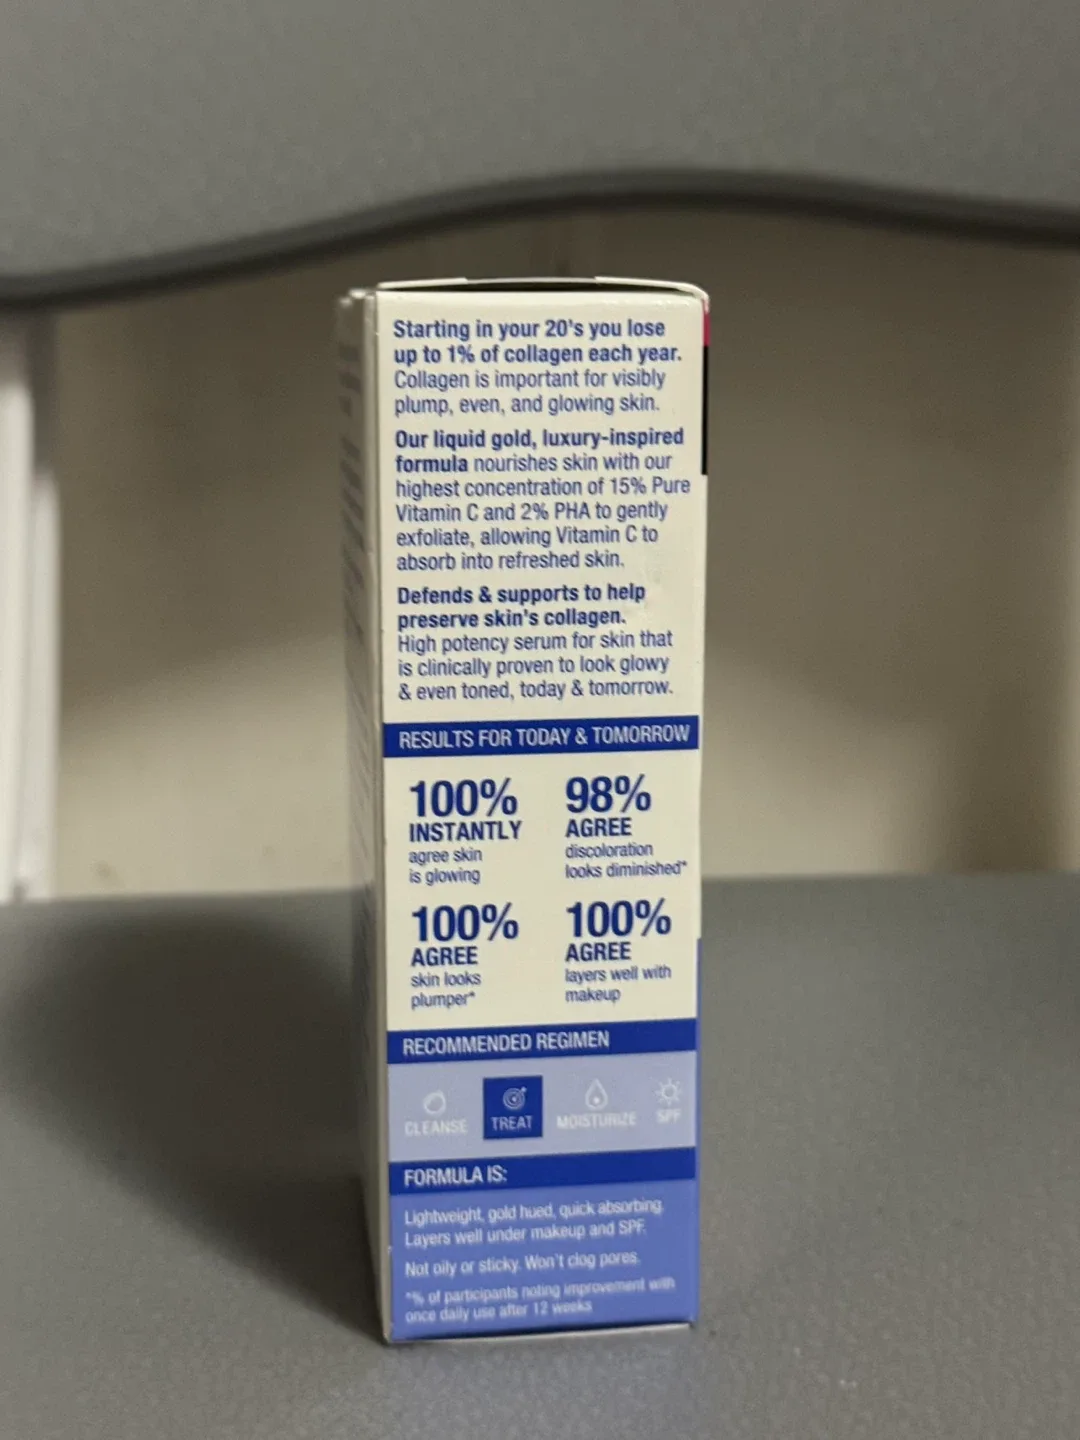 Starting in your 20's you lose
up to 1% of collagen each year.
Collagen is important for visibly
plump, even, and glowing skin.
Our liquid gold, luxury-inspired
formula nourishes skin with our
highest concentration of 15% Pure
Vitamin C and 2% PHA to gently
exfoliate, allowing Vitamin C to
absorb into refreshed skin.
Defends & supports to help
preserve skin's collagen.
High potency serum for skin that
is clinically proven to look glowy
& even toned, today & tomorrow.
RESULTS FOR TODAY & TOMORROW
100%
INSTANTLY
agree skin
is glowing
98%
AGREE
discoloration
looks diminished*
100%
AGREE
skin looks
plumper*
100%
AGREE
layers well with
makeup
RECOMMENDED REGIMEN
CLEANSE
TREAT
MOISTURIZE
SPF
FORMULA IS:
Lightweight, gold hued, quick absorbing.
Layers well under makeup and SPF.
Not oily or sticky. Won't clog pores.
*% of participants noting improvement with
once daily use after 12 weeks